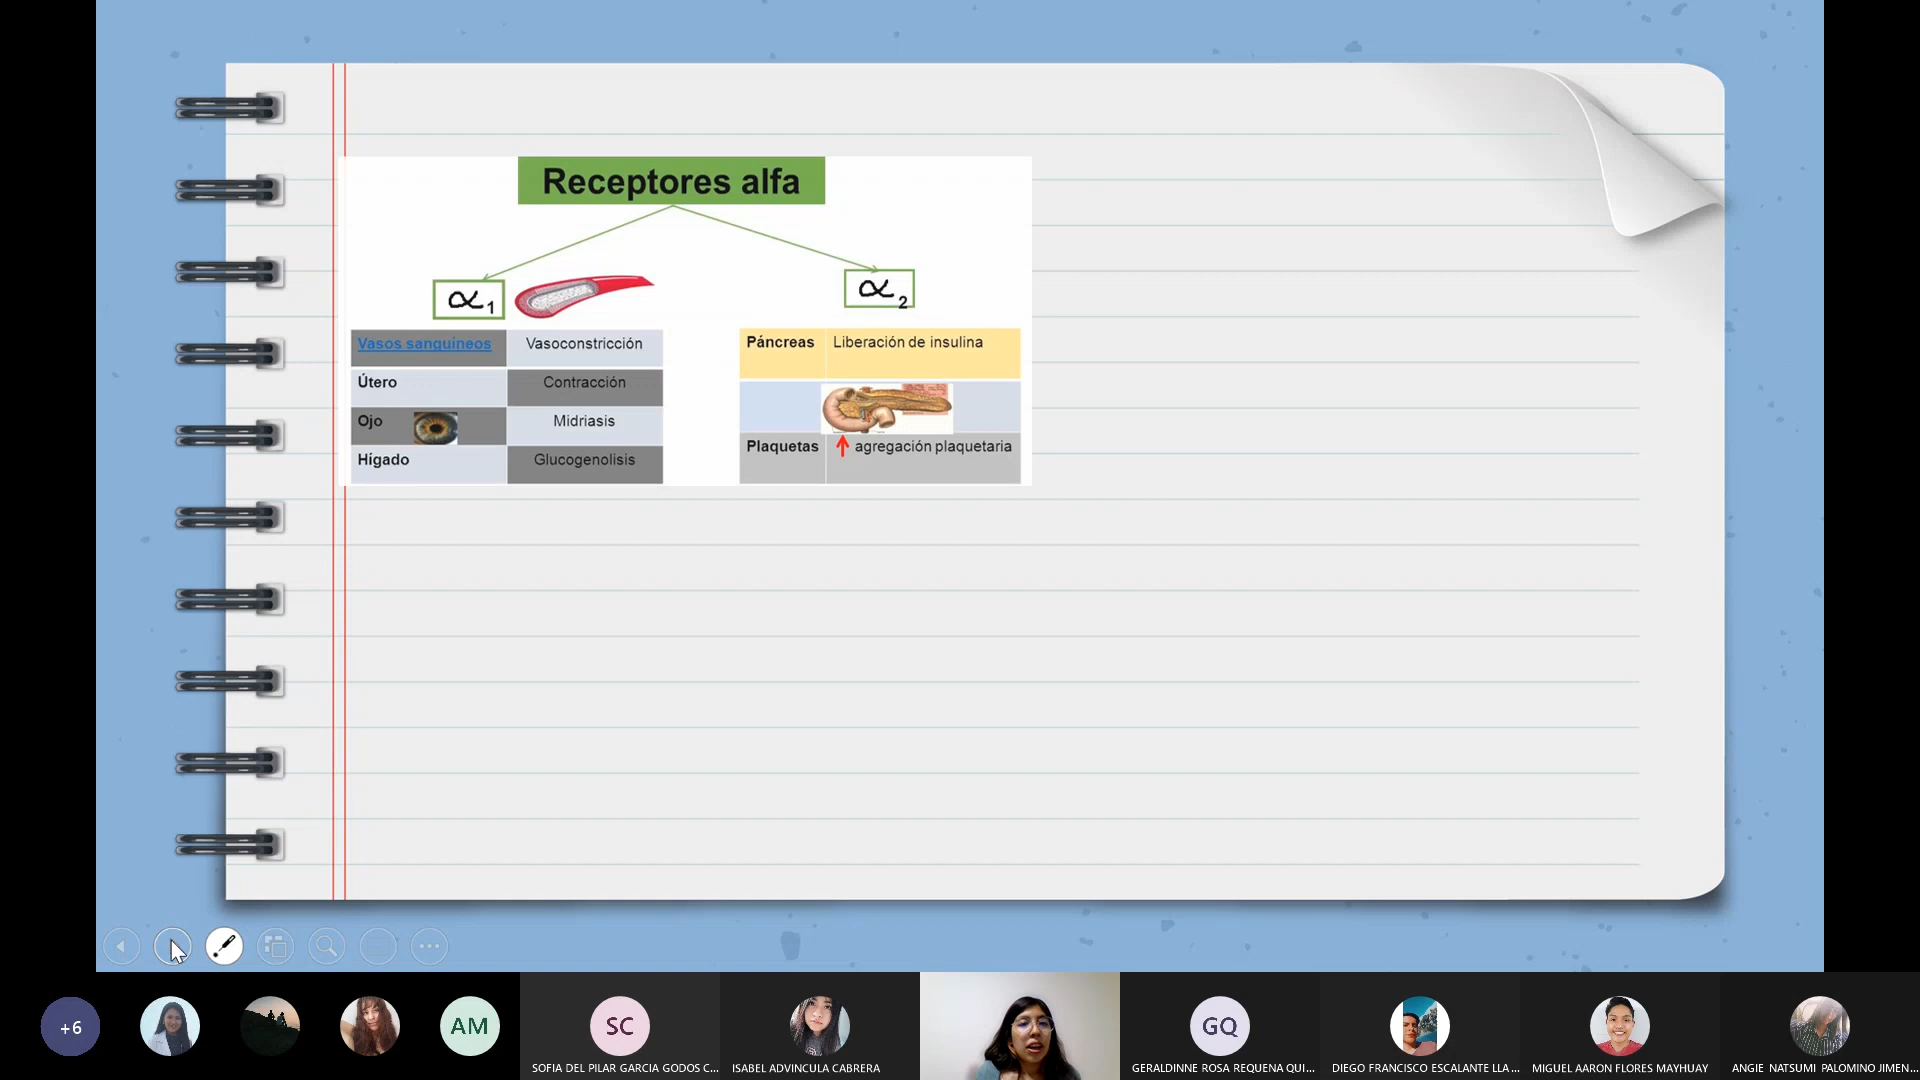 Receptores alfa
α1
α2
Vasos sanguíneos Vasoconstricción
Útero Contracción
Ojo Midriasis
Hígado Glucogenolisis
Páncreas Liberación de insulina
Plaquetas ↑ agregación plaquetaria
+6
AM
SC
GQ
SOFIA DEL PILAR GARCIA GODOS C...
ISABEL ADVINCULA CABRERA
GERALDINNE ROSA REQUENA QUI...
DIEGO FRANCISCO ESCALANTE LLA...
MIGUEL AARON FLORES MAYHUAY
ANGIE NATSUMI PALOMINO JIMEN...